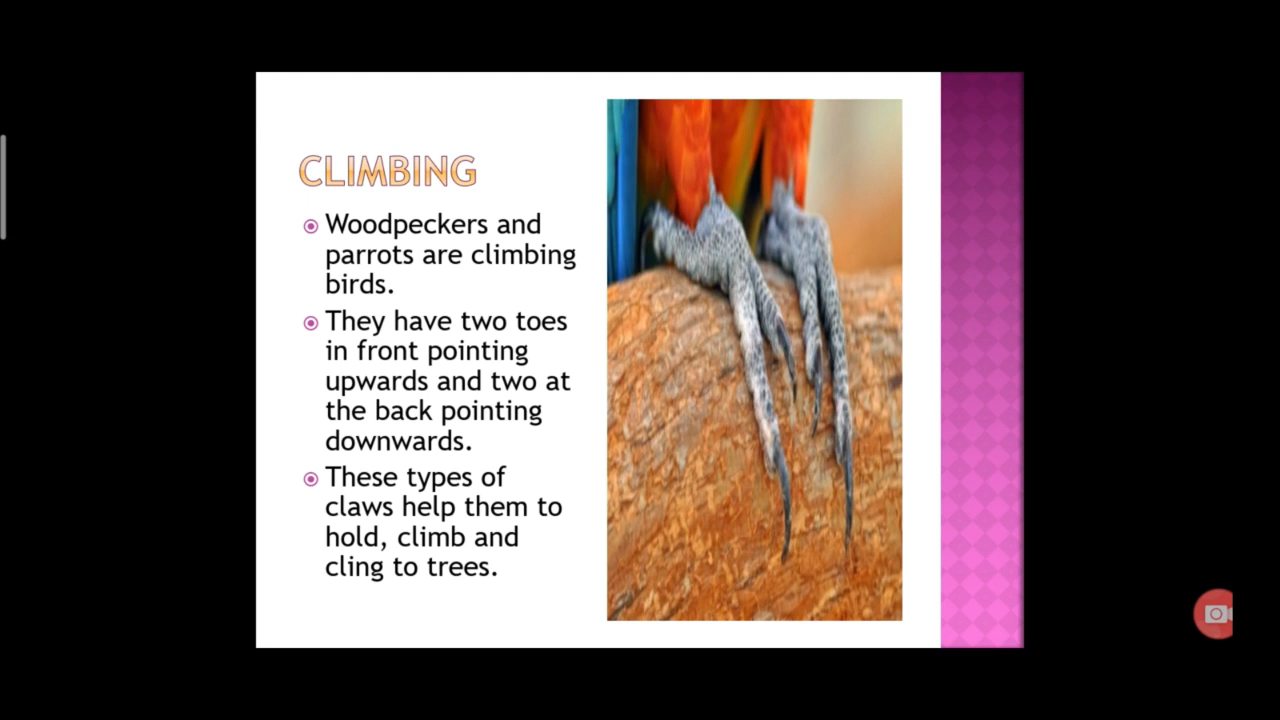 CLIMBING
Woodpeckers and
parrots are climbing
birds.
They have two toes
in front pointing
upwards and two at
the back pointing
downwards.
These types of
claws help them to
hold, climb and
cling to trees.